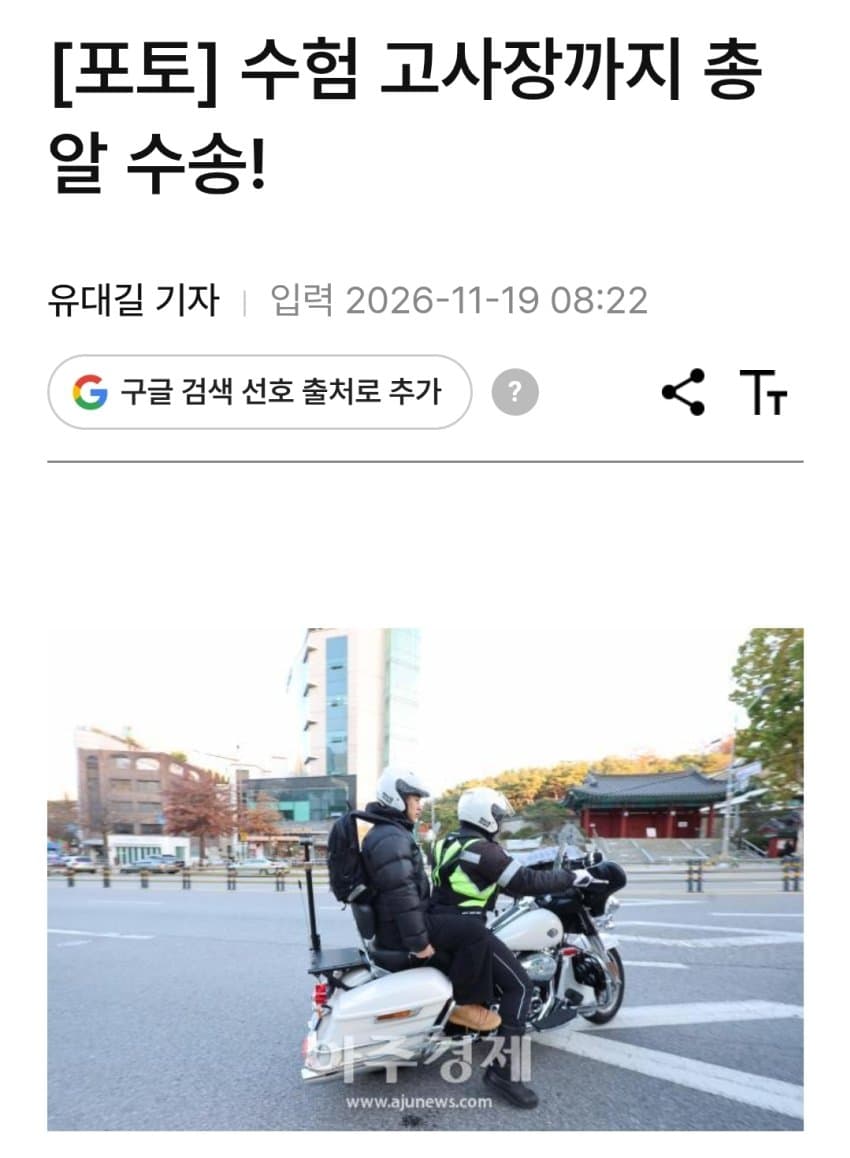 [포토] 수험 고사장까지 총
알 수송!
유대길 기자 | 입력 2026-11-19 08:22
구글 검색 선호 출처로 추가 ?
아주경제
www.ajunews.com